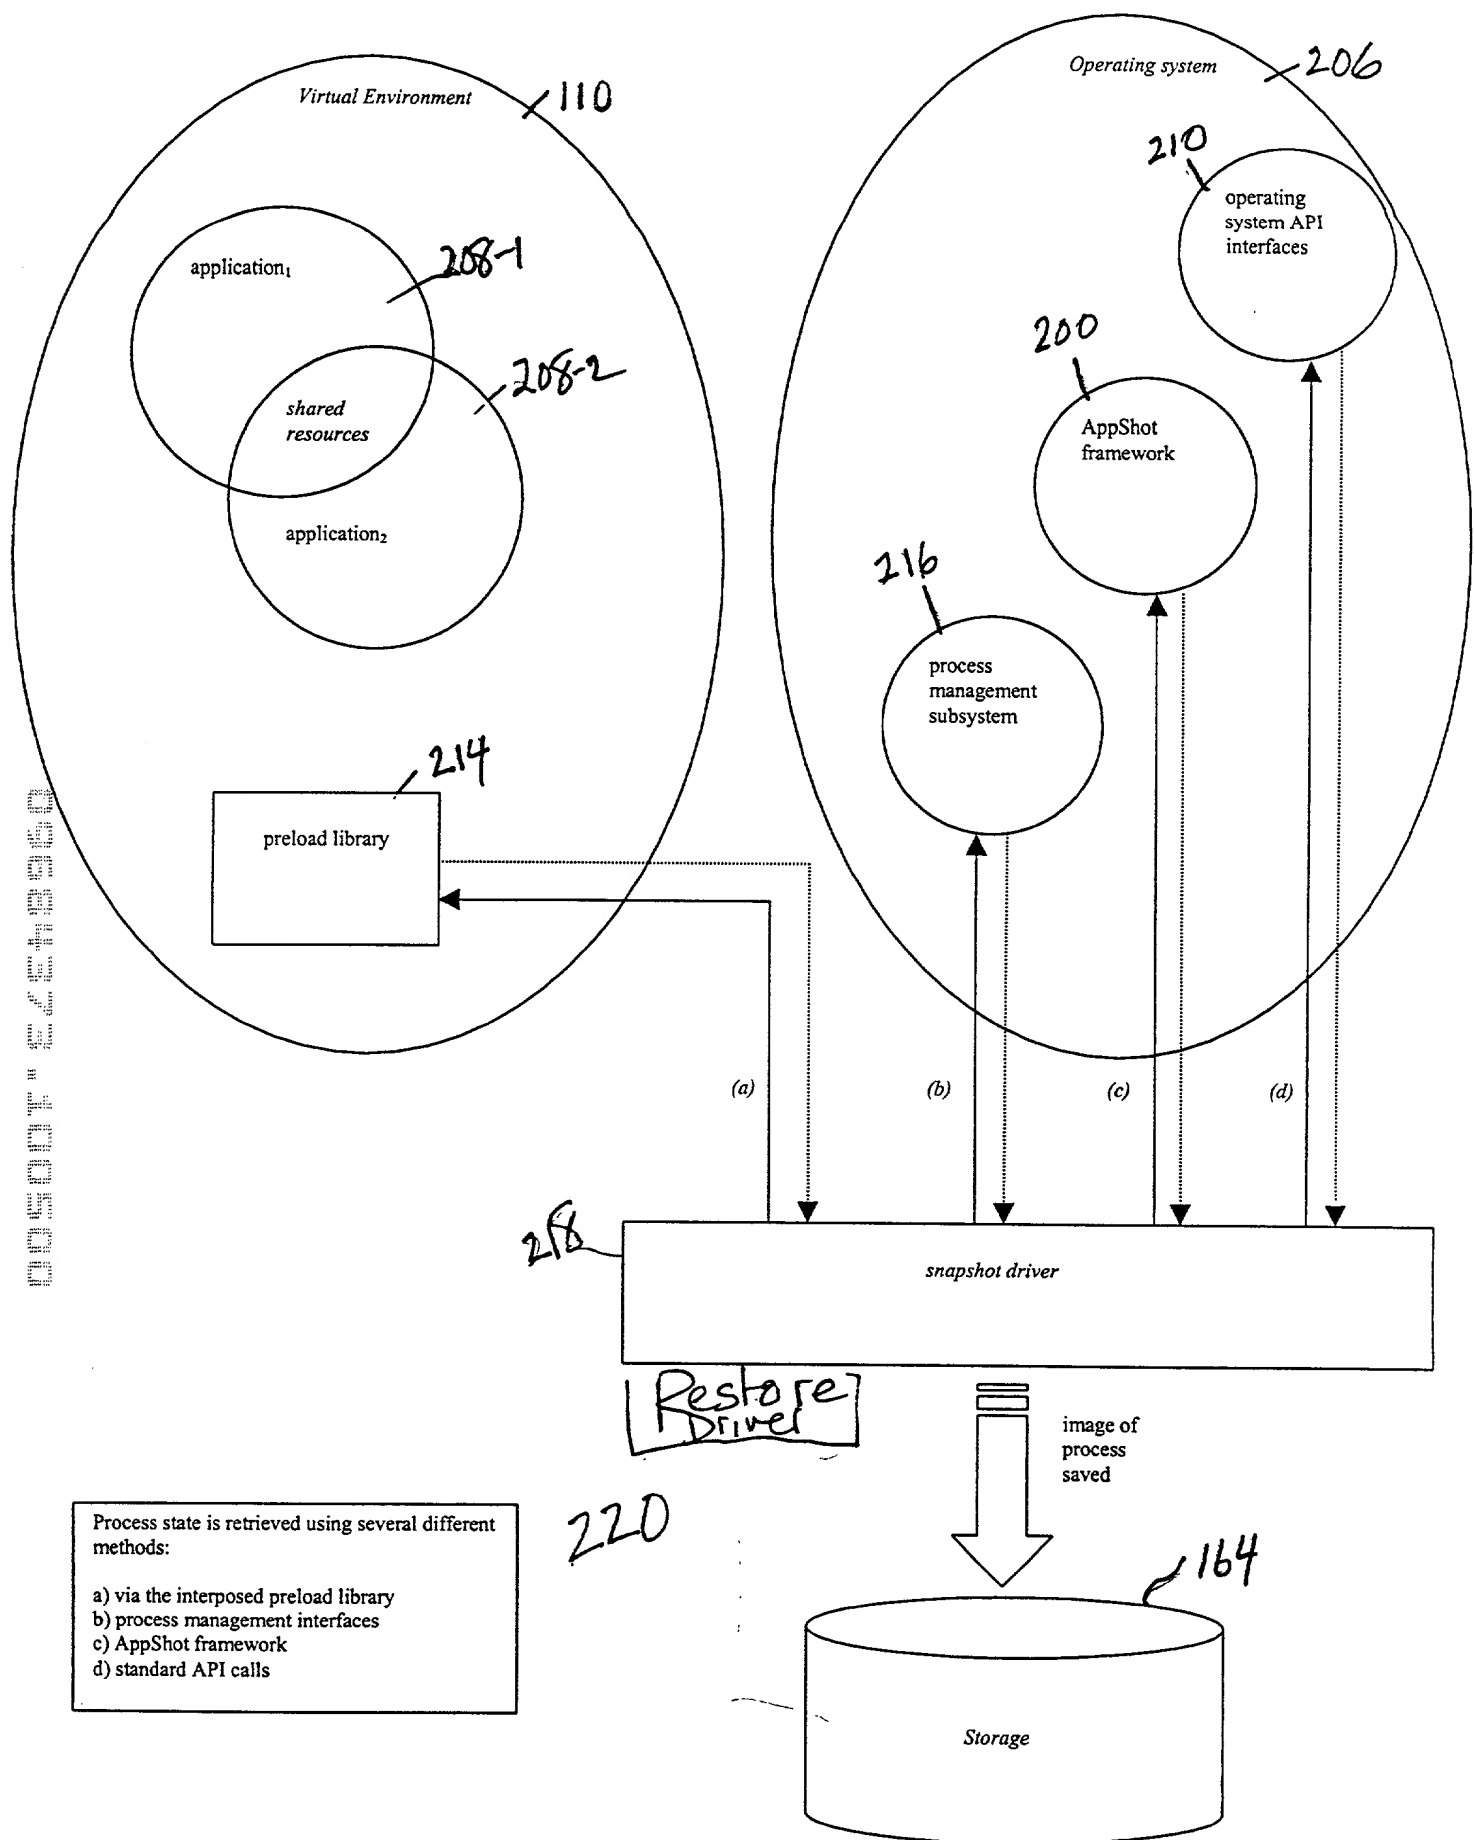 Virtual Environment
110
Operating system
206
210
operating
system API
interfaces
application₁
208-1
200
208-2
shared
resources
AppShot
framework
application₂
216
process
management
subsystem
214
preload library
(a)
(b)
(c)
(d)
218
snapshot driver
Restore
Driver
image of
process
saved
220
Process state is retrieved using several different
methods:
a) via the interposed preload library
b) process management interfaces
c) AppShot framework
d) standard API calls
164
Storage